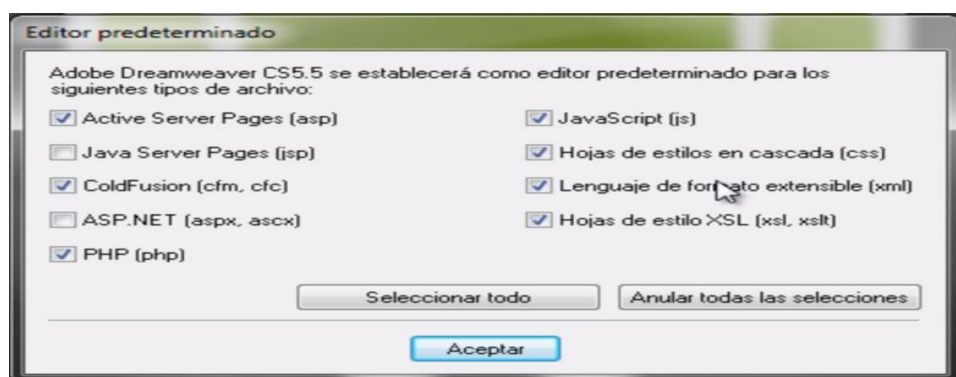 Editor predeterminado
Adobe Dreamweaver CS5.5 se establecerá como editor predeterminado para los
siguientes tipos de archivo:
Active Server Pages (asp)
Java Server Pages (jsp)
ColdFusion (cfm, cfc)
ASP.NET (aspx, ascx)
PHP (php)
JavaScript (js)
Hojas de estilos en cascada (css)
Lenguaje de formato extensible (xml)
Hojas de estilo XSL (xsl, xslt)
Seleccionar todo
Anular todas las selecciones
Aceptar